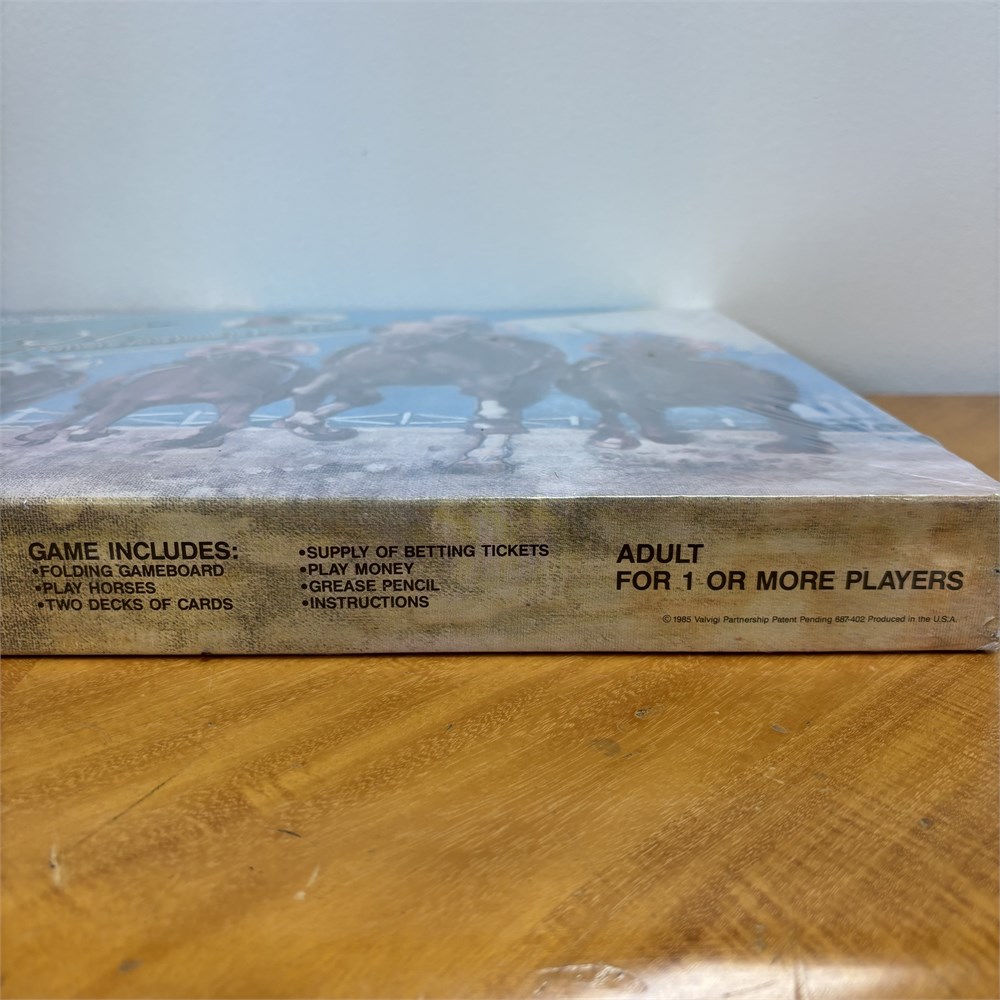 GAME INCLUDES:
•FOLDING GAMEBOARD
•PLAY HORSES
•TWO DECKS OF CARDS
•SUPPLY OF BETTING TICKETS
•PLAY MONEY
•GREASE PENCIL
•INSTRUCTIONS
ADULT
FOR 1 OR MORE PLAYERS
© 1985 Valvigi Partnership Patent Pending 687-402 Produced in the U.S.A.